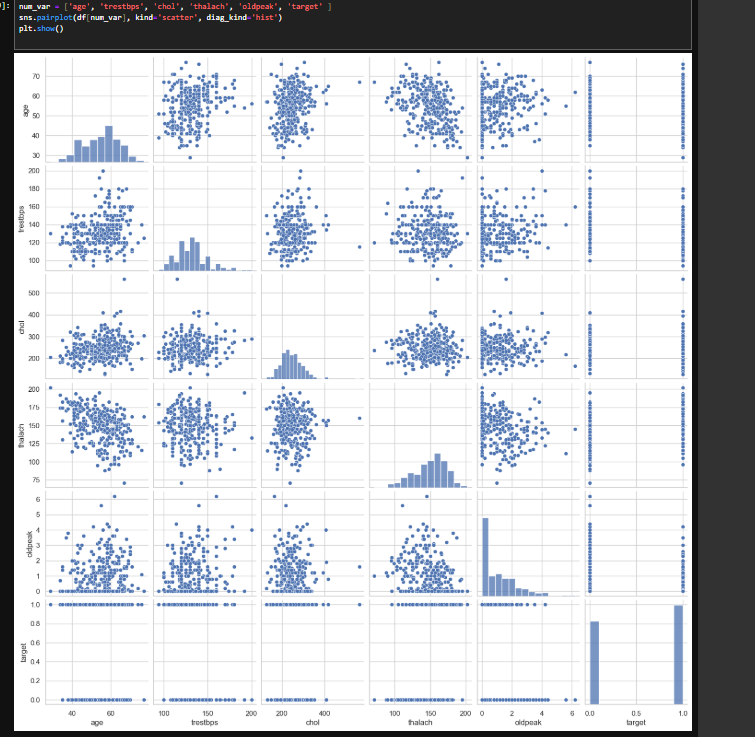 ]:
num_var = ['age', 'trestbps', 'chol', 'thalach', 'oldpeak', 'target' ]
sns.pairplot(df[num_var], kind='scatter', diag_kind='hist')
plt.show()
age
70
60
50
40
30
trestbps
200
180
160
140
120
100
chol
500
400
300
200
thalach
200
175
150
125
100
75
oldpeak
6
5
4
3
2
1
0
target
1.0
0.8
0.6
0.4
0.2
0.0
40 60
100 150 200
200 400
100 150 200
0 2 4 6
0.0 0.5 1.0
age trestbps chol thalach oldpeak target